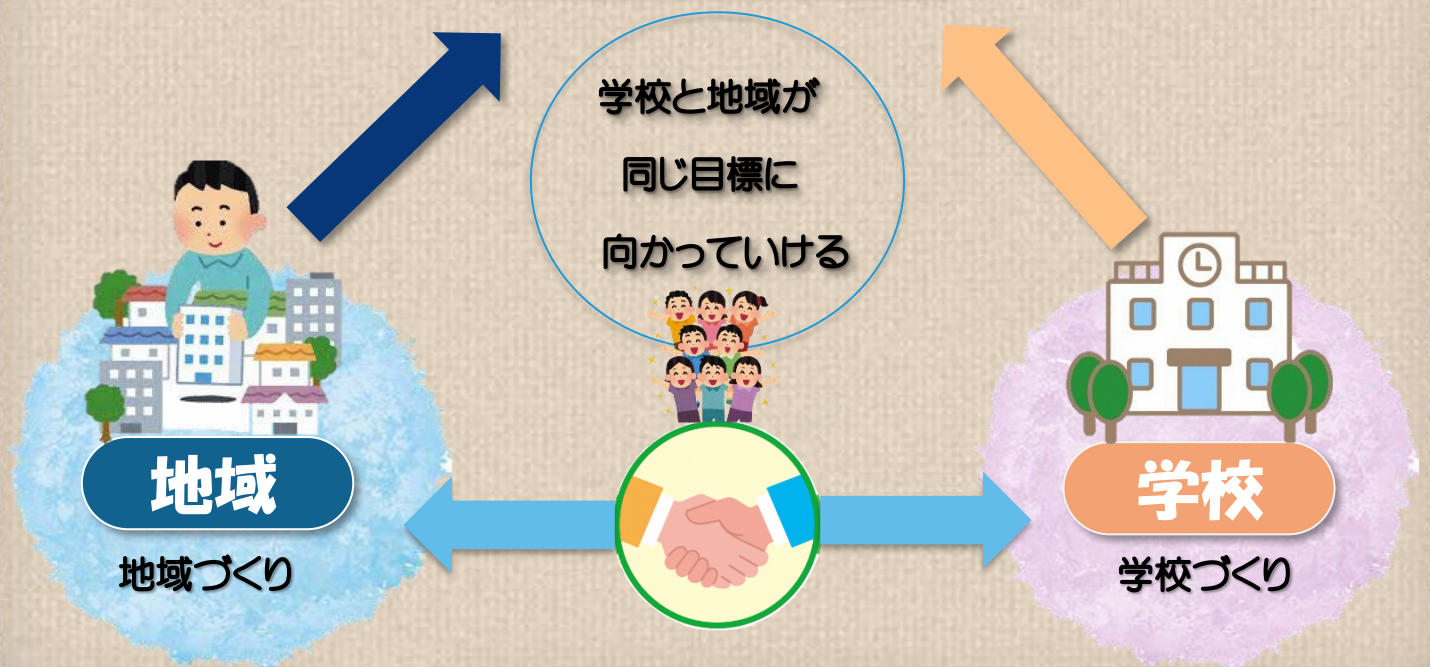 学校と地域が
同じ目標に
向かっていける
地域
地域づくり
学校
学校づくり